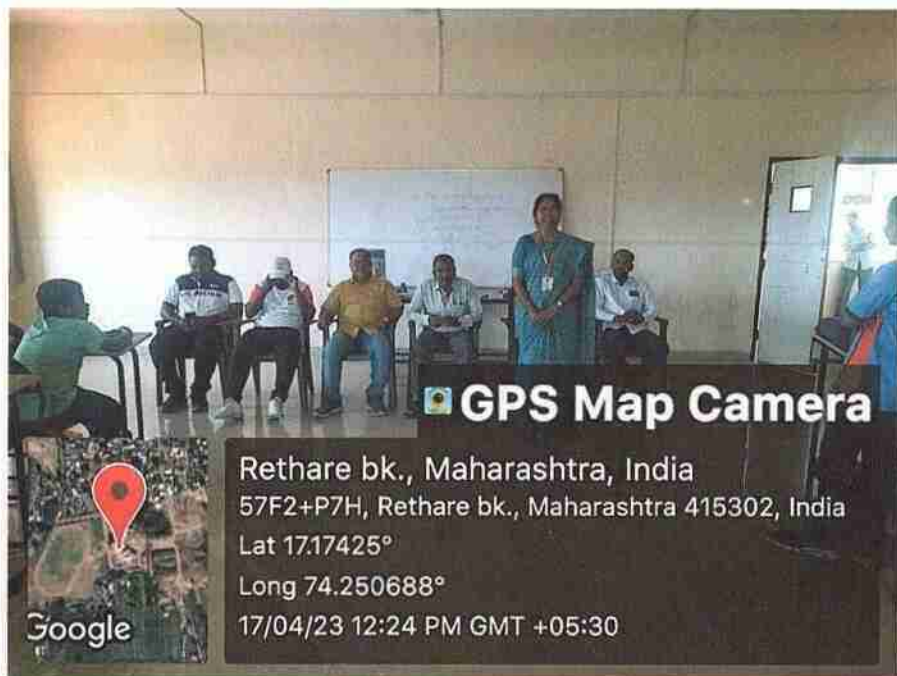 GPS Map Camera
Rethare bk., Maharashtra, India
57F2+P7H, Rethare bk., Maharashtra 415302, India
Lat 17.17425°
Long 74.250688°
17/04/23 12:24 PM GMT +05:30
Google